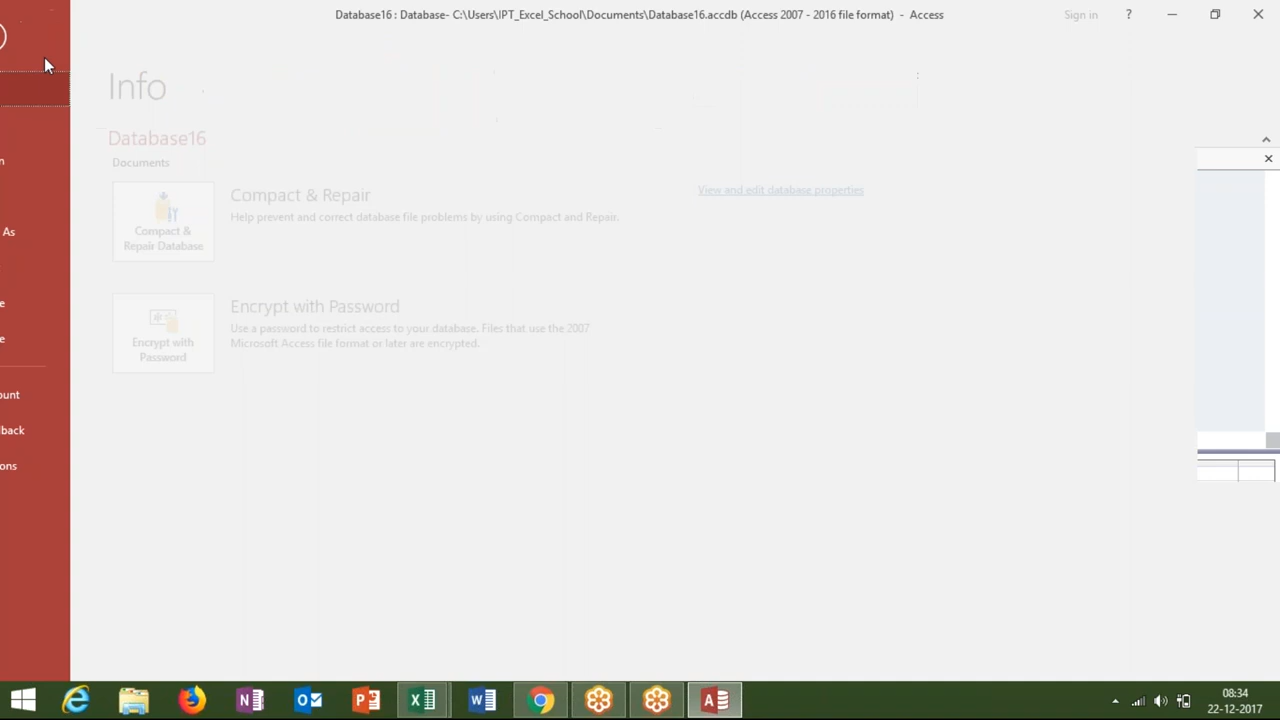 Database16 : Database- C:\Users\IPT_Excel_School\Documents\Database16.accdb (Access 2007 - 2016 file format) - Access
Sign in
?
Info
Database16
Documents
Compact & Repair Database
Compact & Repair
Help prevent and correct database file problems by using Compact and Repair.
View and edit database properties
Encrypt with Password
Encrypt with Password
Use a password to restrict access to your database. Files that use the 2007
Microsoft Access file format or later are encrypted.
n
As
e
e
ount
back
ons
08:34
22-12-2017